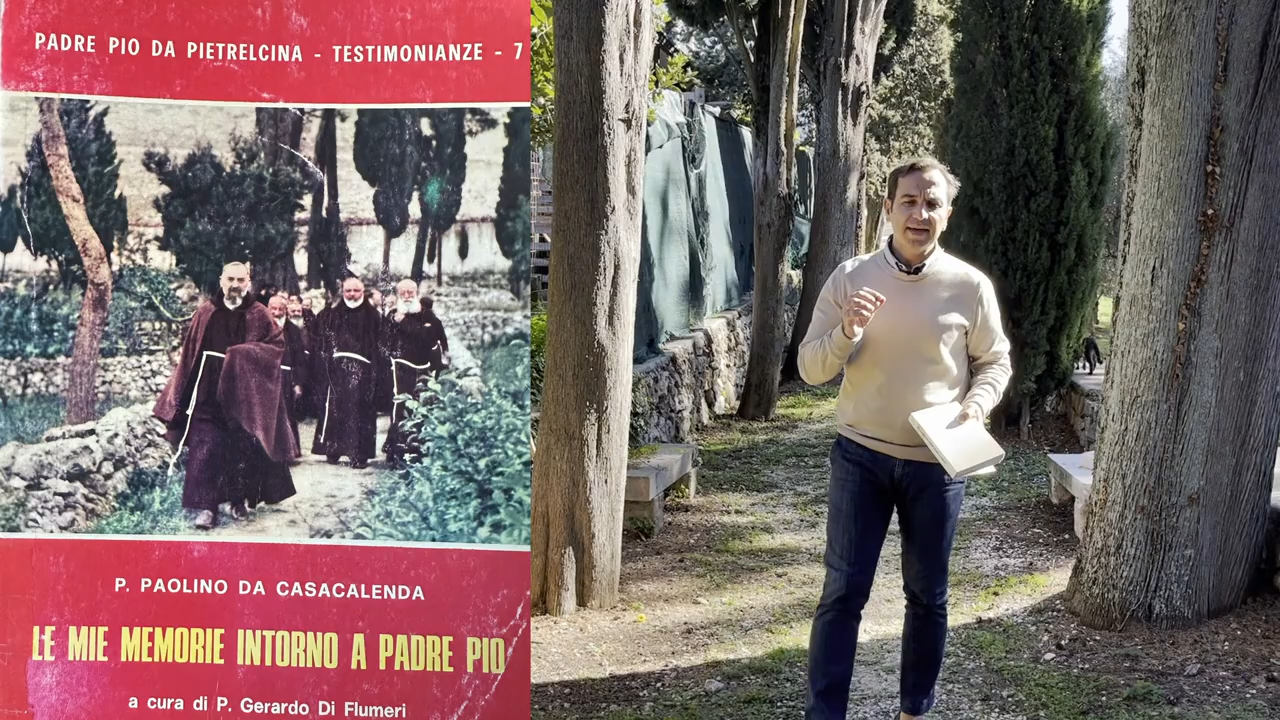 PADRE PIO DA PIETRELCINA - TESTIMONIANZE - 7
P. PAOLINO DA CASACALENDA
LE MIE MEMORIE INTORNO A PADRE PIO
a cura di P. Gerardo Di Flumeri